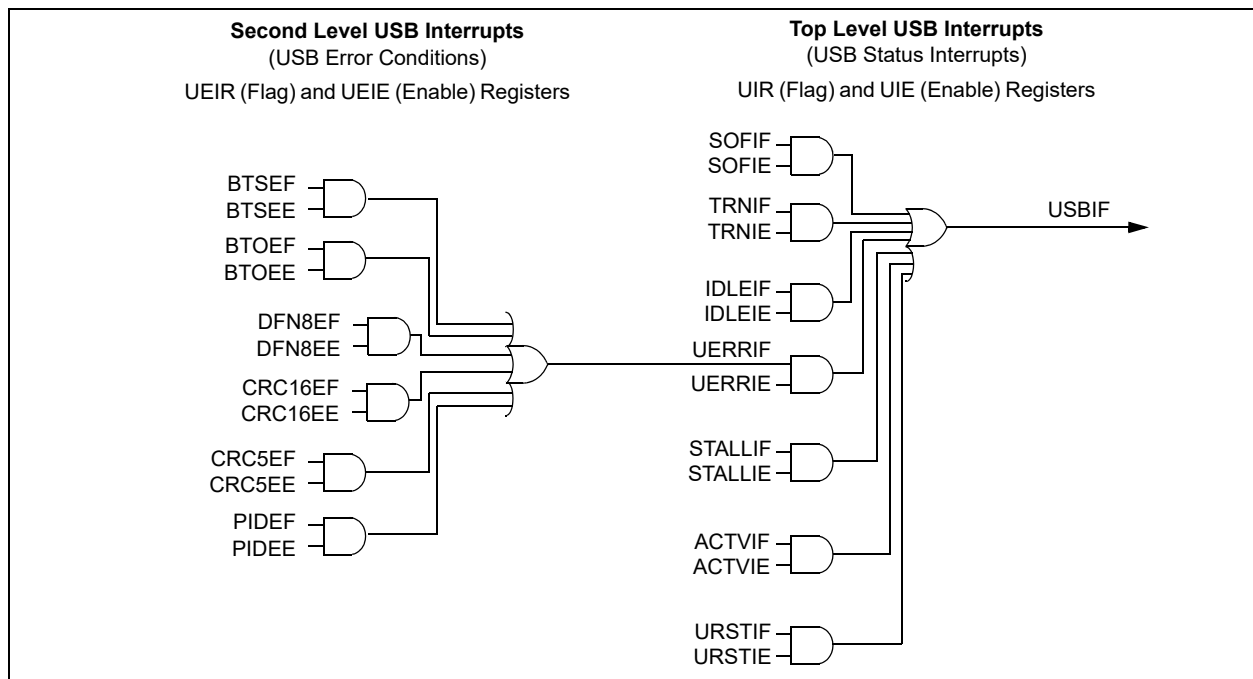 Second Level USB Interrupts
(USB Error Conditions)
UEIR (Flag) and UEIE (Enable) Registers
BTSEF
BTSEE
BTOEF
BTOEE
DFN8EF
DFN8EE
CRC16EF
CRC16EE
CRC5EF
CRC5EE
PIDEF
PIDEE
Top Level USB Interrupts
(USB Status Interrupts)
UIR (Flag) and UIE (Enable) Registers
SOFIF
SOFIE
TRNIF
TRNIE
IDLEIF
IDLEIE
UERRIF
UERRIE
STALLIF
STALLIE
ACTVIF
ACTVIE
URSTIF
URSTIE
USBIF